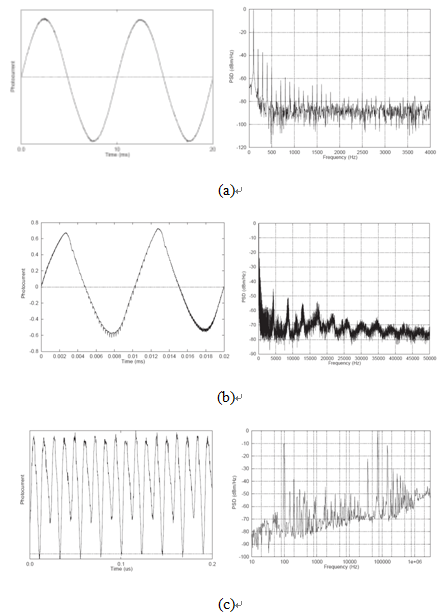 Photocurrent
0.0
10
20
Time (ms)
PSD (dBm/Hz)
0
-20
-40
-60
-80
-100
-120
0 500 1000 1500 2000 2500 3000 3500 4000
Frequency (Hz)
(a)
Photocurrent
0.8
0.6
0.4
0.2
0
-0.2
-0.4
-0.6
-0.8
0 0.002 0.004 0.006 0.008 0.01 0.012 0.014 0.016 0.018 0.02
Time (ms)
PSD (dBm/Hz)
0
-10
-20
-30
-40
-50
-60
-70
-80
-90
0 5000 10000 15000 20000 25000 30000 35000 40000 45000 50000
Frequency (Hz)
(b)
Photocurrent
0.0
0.1
0.2
Time (us)
PSD (dBm/Hz)
0
-10
-20
-30
-40
-50
-60
-70
-80
-90
-100
10 100 1000 10000 100000 1e+06
Frequency (Hz)
(c)